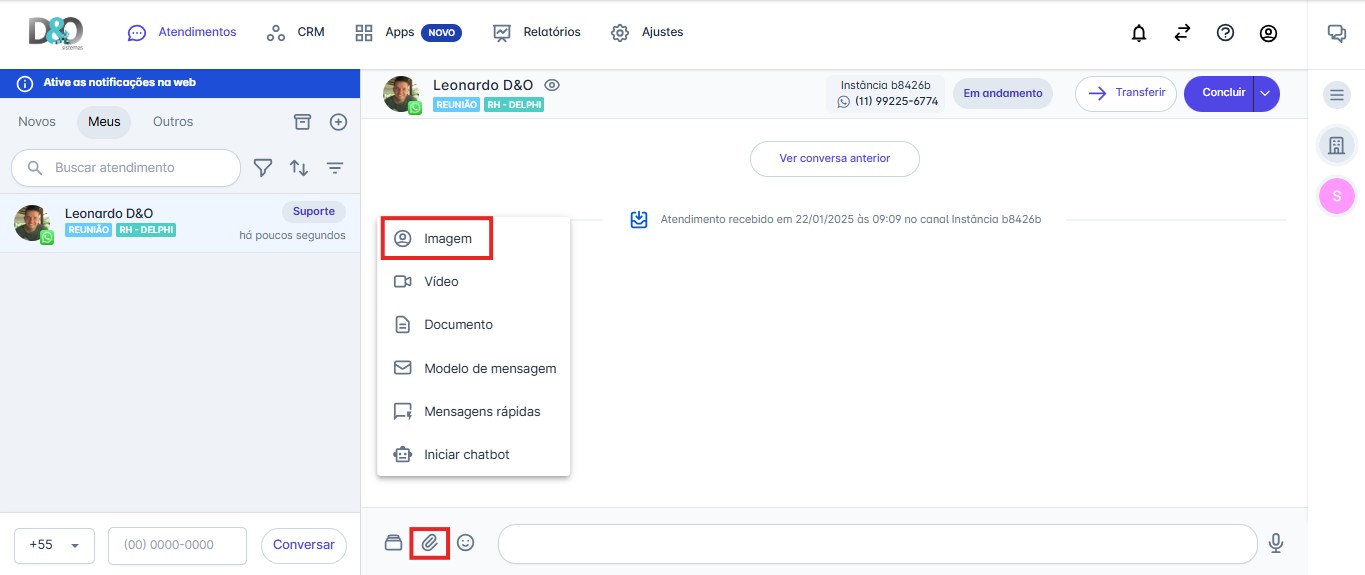 D&O
sistemas
Atendimentos
CRM
Apps
NOVO
Relatórios
Ajustes
Ative as notificações na web
Novos
Meus
Outros
Buscar atendimento
Leonardo D&O
Suporte
REUNIÃO
RH - DELPHI
há poucos segundos
+55
(00) 0000-0000
Conversar
Leonardo D&O
REUNIÃO
RH - DELPHI
Instância b8426b
(11) 99225-6774
Em andamento
Transferir
Concluir
Ver conversa anterior
Atendimento recebido em 22/01/2025 às 09:09 no canal Instância b8426b
Imagem
Vídeo
Documento
Modelo de mensagem
Mensagens rápidas
Iniciar chatbot
S